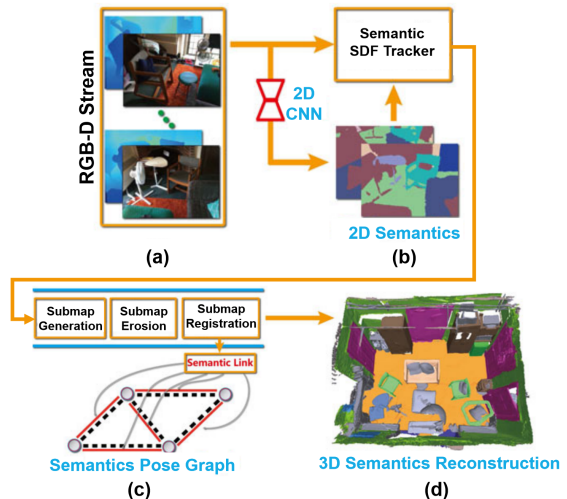 RGB-D Stream
2D
CNN
Semantic
SDF Tracker
2D Semantics
(a)
(b)
Submap
Generation
Submap
Erosion
Submap
Registration
Semantic Link
Semantics Pose Graph
3D Semantics Reconstruction
(c)
(d)